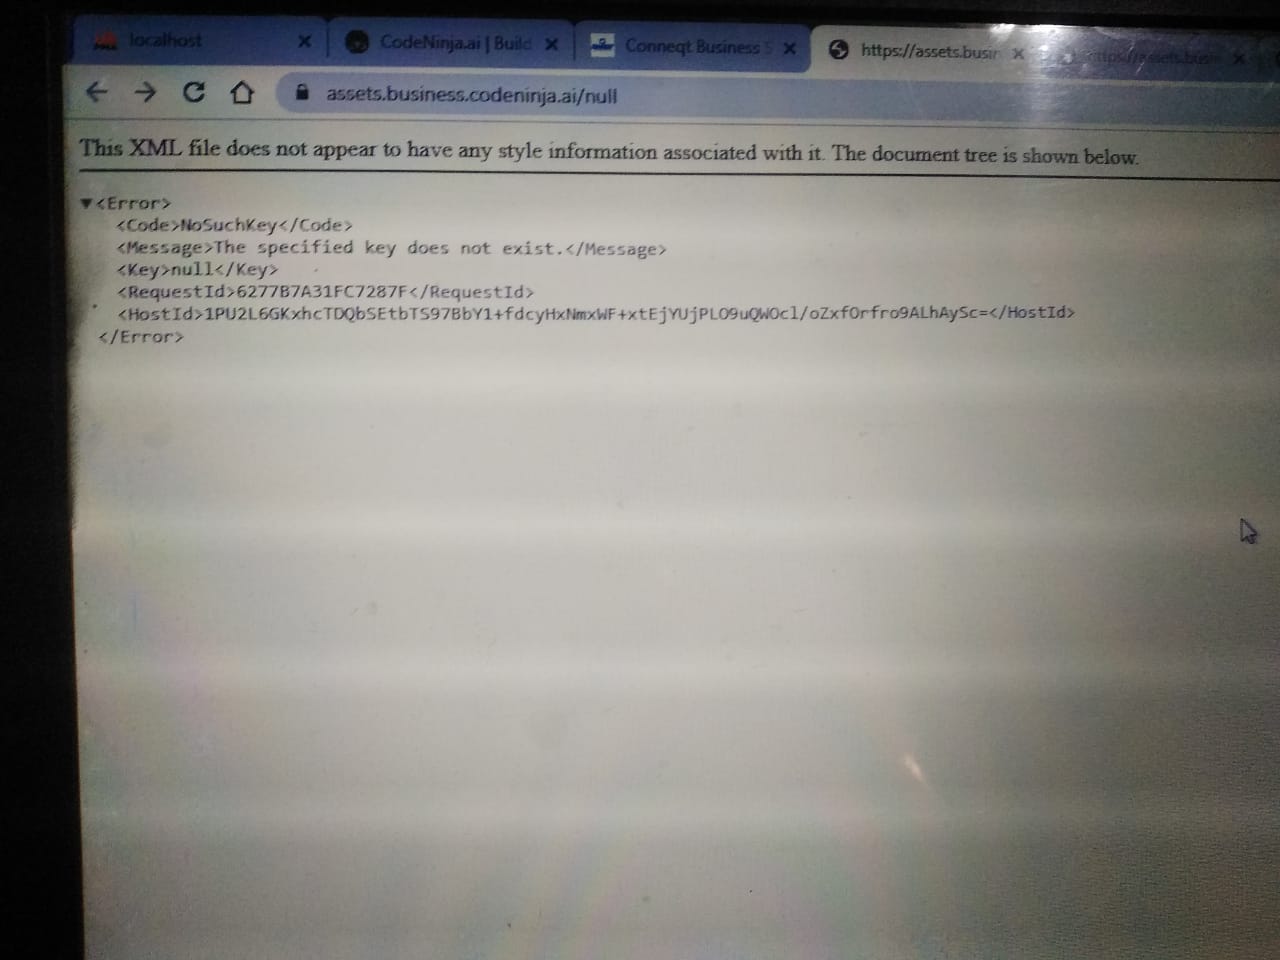 localhost
CodeNinja.ai | Build
Conneqt Business S
https://assets.busin
https://assets.busin
assets.business.codeninja.ai/null
This XML file does not appear to have any style information associated with it. The document tree is shown below.
▼<Error>
<Code>NoSuchKey</Code>
<Message>The specified key does not exist.</Message>
<Key>null</Key>
<RequestId>6277B7A31FC7287F</RequestId>
<HostId>1PU2L6GKxhcTDQbSEtbTS97BbY1+fdcyHxNmxWF+xtEjYUjPLO9uQWOcl/oZxfOrfro9ALhAySc=</HostId>
</Error>